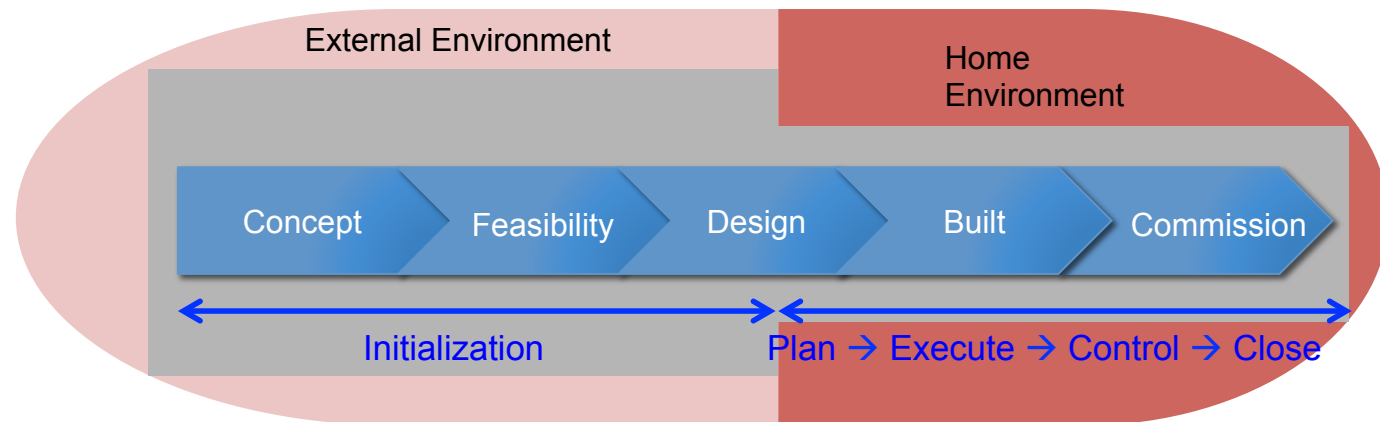 External Environment
Home
Environment
Concept
Feasibility
Design
Built
Commission
Initialization
Plan → Execute → Control → Close